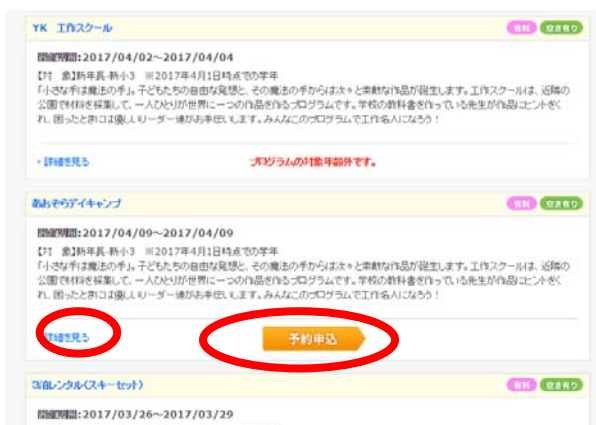 YK 工作スクール
有料 空き有り
開催期間:2017/04/02～2017/04/04
【対 象】新年長-新小3 ※2017年4月1日時点での学年
「小さな手は魔法の手」。子どもたちの自由な発想と、その魔法の手からは次々と素敵な作品が誕生します。工作スクールは、近隣の
公園で材料を採集して、一人ひとりが世界に一つの作品を作るプログラムです。学校の教科書を作っている先生が作品にヒントをく
れ、困ったときには優しいリーダー達がお手伝いします。みんなこのプログラムで工作名人になろう！
詳細を見る プログラムの対象年齢外です。
あおぞらデイキャンプ
有料 空き有り
開催期間:2017/04/09～2017/04/09
【対 象】新年長-新小3 ※2017年4月1日時点での学年
「小さな手は魔法の手」。子どもたちの自由な発想と、その魔法の手からは次々と素敵な作品が誕生します。工作スクールは、近隣の
公園で材料を採集して、一人ひとりが世界に一つの作品を作るプログラムです。学校の教科書を作っている先生が作品にヒントをく
れ、困ったときには優しいリーダー達がお手伝いします。みんなこのプログラムで工作名人になろう！
詳細を見る 予約申込
3泊レンタル(スキーセット)
有料 空き有り
開催期間:2017/03/26～2017/03/29